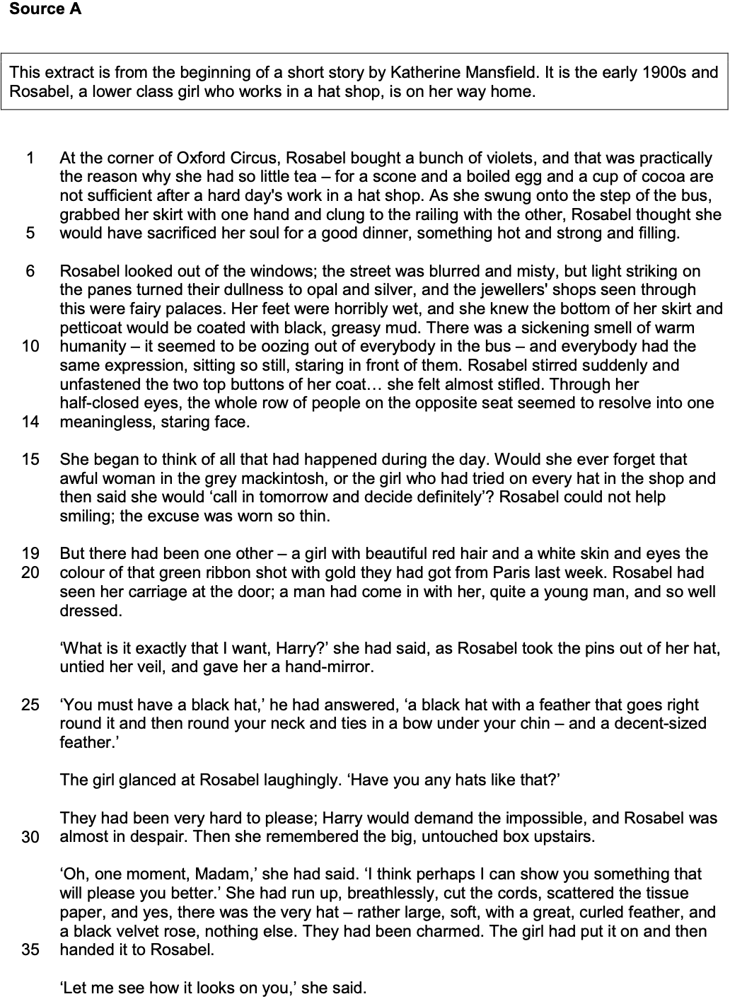 Source A
This extract is from the beginning of a short story by Katherine Mansfield. It is the early 1900s and
Rosabel, a lower class girl who works in a hat shop, is on her way home.
1 At the corner of Oxford Circus, Rosabel bought a bunch of violets, and that was practically
the reason why she had so little tea – for a scone and a boiled egg and a cup of cocoa are
not sufficient after a hard day's work in a hat shop. As she swung onto the step of the bus,
grabbed her skirt with one hand and clung to the railing with the other, Rosabel thought she
5 would have sacrificed her soul for a good dinner, something hot and strong and filling.
6 Rosabel looked out of the windows; the street was blurred and misty, but light striking on
the panes turned their dullness to opal and silver, and the jewellers' shops seen through
this were fairy palaces. Her feet were horribly wet, and she knew the bottom of her skirt and
petticoat would be coated with black, greasy mud. There was a sickening smell of warm
10 humanity – it seemed to be oozing out of everybody in the bus – and everybody had the
same expression, sitting so still, staring in front of them. Rosabel stirred suddenly and
unfastened the two top buttons of her coat… she felt almost stifled. Through her
half-closed eyes, the whole row of people on the opposite seat seemed to resolve into one
14 meaningless, staring face.
15 She began to think of all that had happened during the day. Would she ever forget that
awful woman in the grey mackintosh, or the girl who had tried on every hat in the shop and
then said she would ‘call in tomorrow and decide definitely’? Rosabel could not help
smiling; the excuse was worn so thin.
19 But there had been one other – a girl with beautiful red hair and a white skin and eyes the
20 colour of that green ribbon shot with gold they had got from Paris last week. Rosabel had
seen her carriage at the door; a man had come in with her, quite a young man, and so well
dressed.
‘What is it exactly that I want, Harry?’ she had said, as Rosabel took the pins out of her hat,
untied her veil, and gave her a hand-mirror.
25 ‘You must have a black hat,’ he had answered, ‘a black hat with a feather that goes right
round it and then round your neck and ties in a bow under your chin – and a decent-sized
feather.’
The girl glanced at Rosabel laughingly. ‘Have you any hats like that?’
They had been very hard to please; Harry would demand the impossible, and Rosabel was
30 almost in despair. Then she remembered the big, untouched box upstairs.
‘Oh, one moment, Madam,’ she had said. ‘I think perhaps I can show you something that
will please you better.’ She had run up, breathlessly, cut the cords, scattered the tissue
paper, and yes, there was the very hat – rather large, soft, with a great, curled feather, and
a black velvet rose, nothing else. They had been charmed. The girl had put it on and then
35 handed it to Rosabel.
‘Let me see how it looks on you,’ she said.